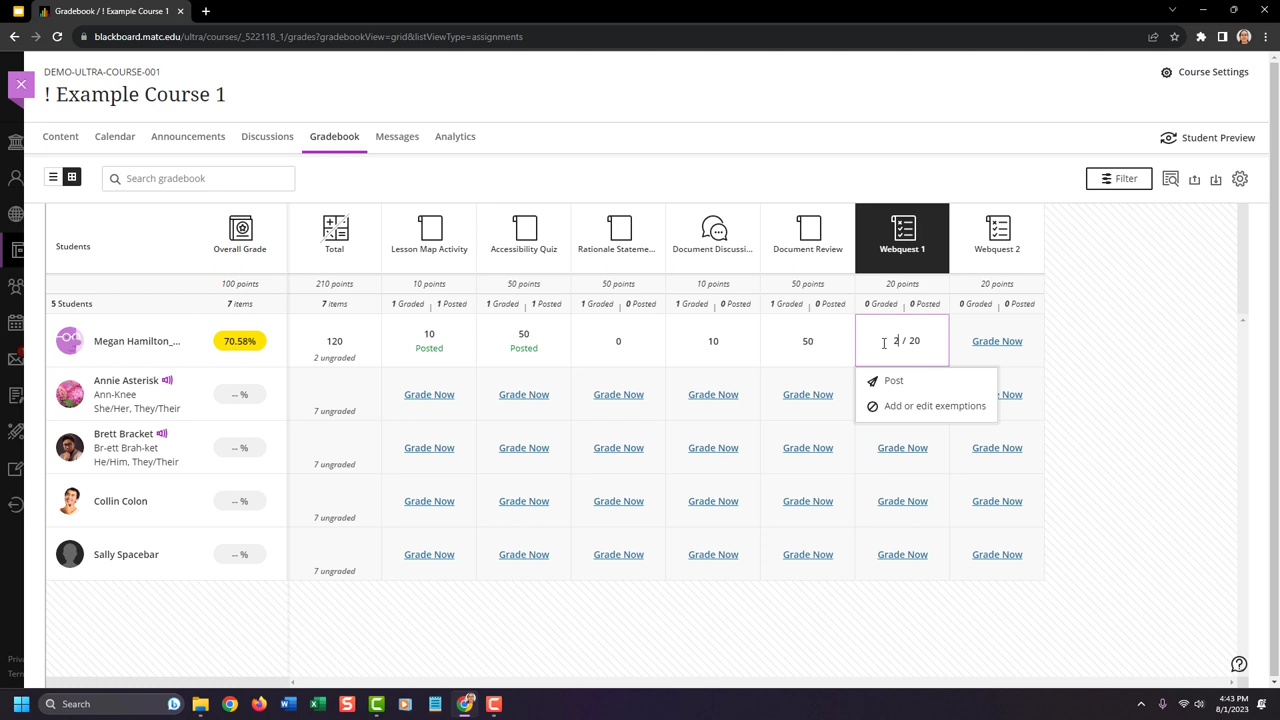 Gradebook / ! Example Course 1
blackboard.matc.edu/ultra/courses/_522118_1/grades?gradebookView=grid&listViewType=assignments
DEMO-ULTRA-COURSE-001
! Example Course 1
Course Settings
Content Calendar Announcements Discussions Gradebook Messages Analytics
Student Preview
Search gradebook
Filter
Students Overall Grade Total Lesson Map Activity Accessibility Quiz Rationale Stateme... Document Discussi... Document Review Webquest 1 Webquest 2
100 points 210 points 10 points 50 points 50 points 10 points 50 points 20 points 20 points
5 Students 7 items 7 items 1 Graded | 1 Posted 1 Graded | 1 Posted 1 Graded | 0 Posted 1 Graded | 0 Posted 1 Graded | 0 Posted 0 Graded | 0 Posted 0 Graded | 0 Posted
Megan Hamilton_... 70.58% 120 10 50 0 10 50 2 / 20 Grade Now
2 ungraded Posted Posted
Post
Add or edit exemptions
Annie Asterisk
Ann-Knee -- % Grade Now Grade Now Grade Now Grade Now Grade Now Now
She/Her, They/Their 7 ungraded
Brett Bracket
Br-ett Brah-ket -- % Grade Now Grade Now Grade Now Grade Now Grade Now Grade Now Grade Now
He/Him, They/Their 7 ungraded
Collin Colon -- % Grade Now Grade Now Grade Now Grade Now Grade Now Grade Now Grade Now
7 ungraded
Sally Spacebar -- % Grade Now Grade Now Grade Now Grade Now Grade Now Grade Now Grade Now
7 ungraded
Priva
Term
Search
4:43 PM
8/1/2023